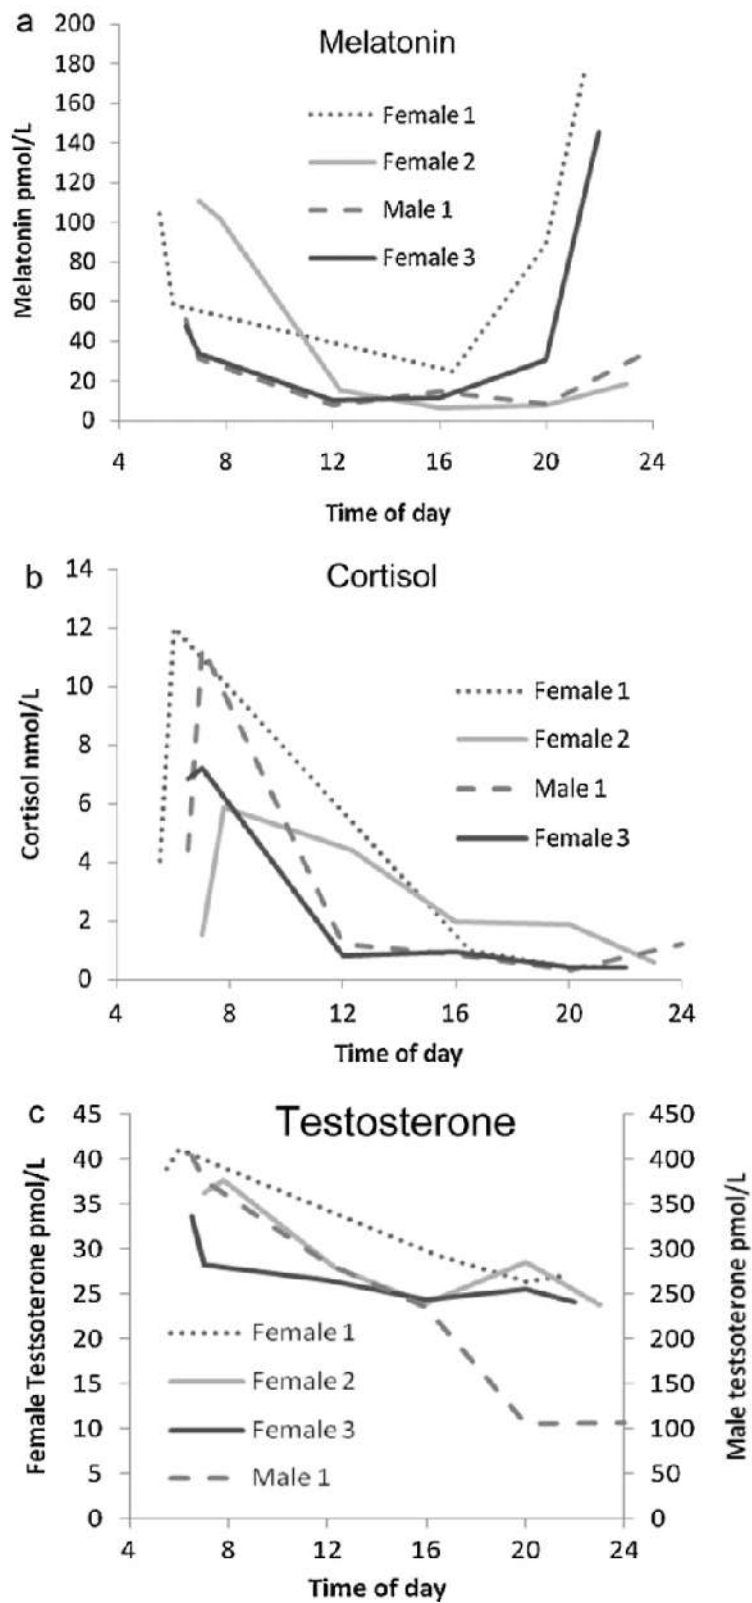 a
Melatonin
Melatonin pmol/L
200
180
160
140
120
100
80
60
40
20
0
Female 1
Female 2
Male 1
Female 3
4 8 12 16 20 24
Time of day
b
Cortisol
Cortisol nmol/L
14
12
10
8
6
4
2
0
Female 1
Female 2
Male 1
Female 3
4 8 12 16 20 24
Time of day
c
Testosterone
Female Testsoterone pmol/L
45
40
35
30
25
20
15
10
5
0
Female 1
Female 2
Female 3
Male 1
450
400
350
300
250
200
150
100
50
0
Male testsoterone pmol/L
4 8 12 16 20 24
Time of day